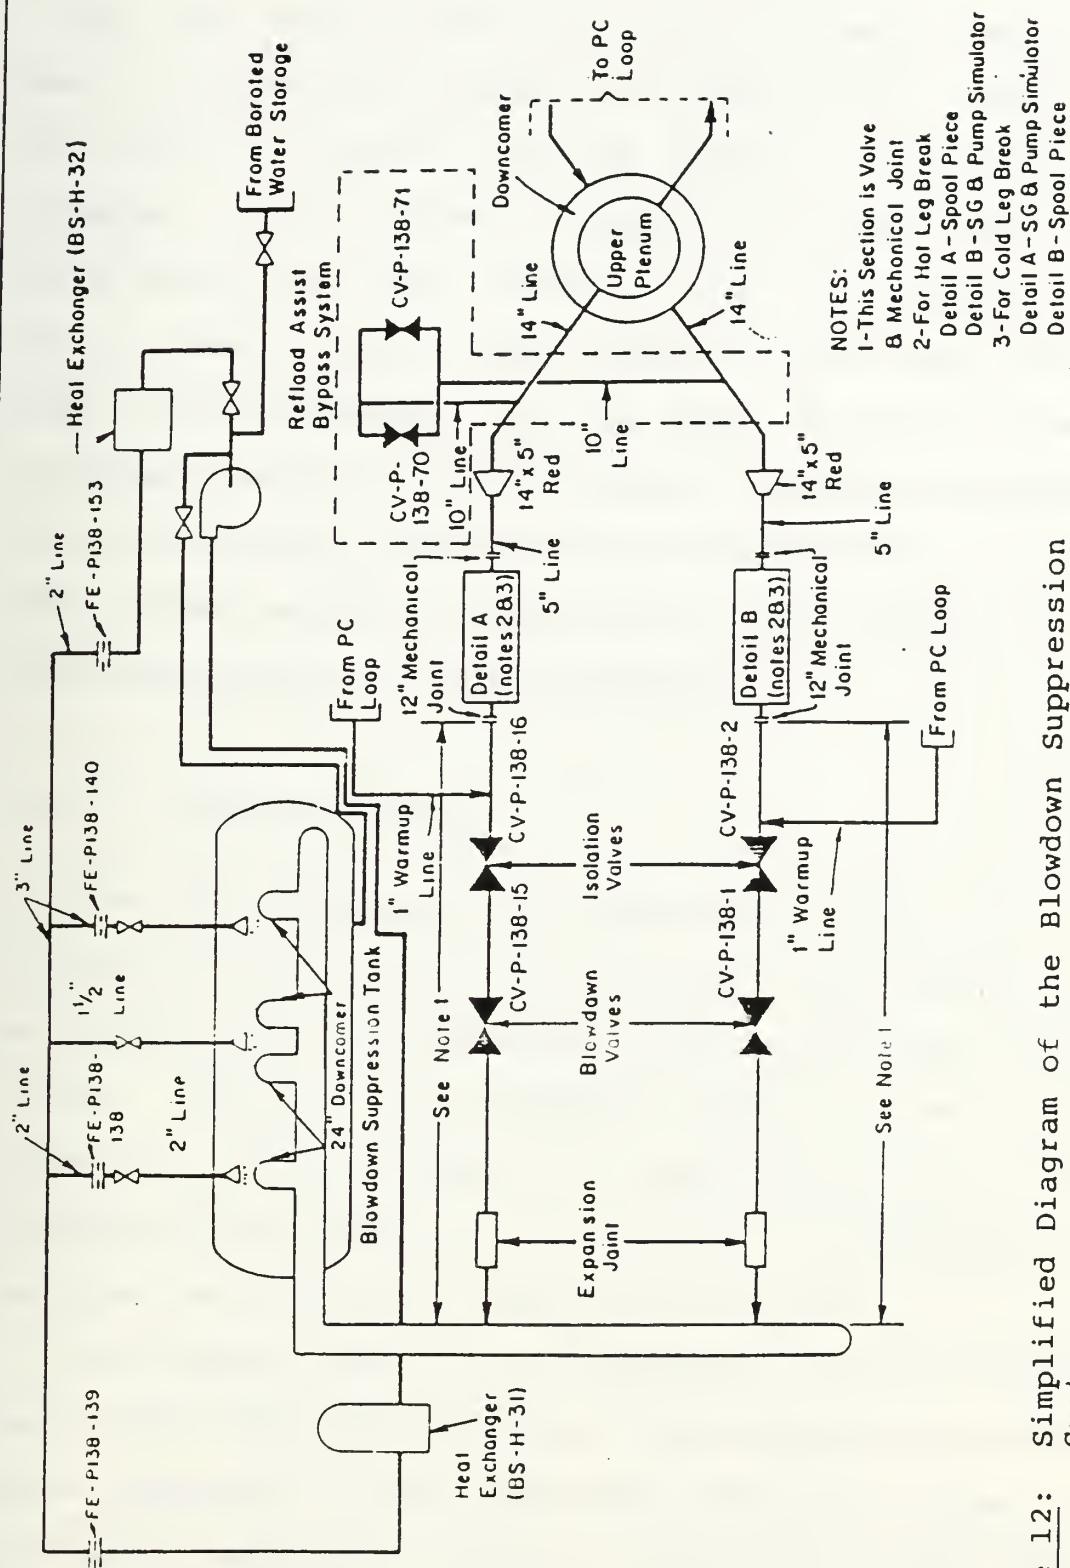 2" Line
FE-P138-153
Heat Exchanger (BS-H-32)
From Borated
Water Storage
3" Line
FE-P138-140
1 1/2"
Line
2" Line
FE-P138-
138
2" Line
FE-P138-139
24" Downcomer
Blowdown Suppression Tank
Heat
Exchanger
(BS-H-31)
Reflood Assist
Bypass System
CV-P-138-71
CV-P-
138-70
10" Line
10"
Line
14" Line
14" Line
Downcomer
Upper
Plenum
To PC
Loop
14"x5"
Red
14"x5"
Red
5" Line
5" Line
From PC
Loop
12" Mechanical
Joint
Detail A
(notes 2&3)
Detail B
(notes 2&3)
12" Mechanical
Joint
From PC Loop
1" Warmup
Line
1" Warmup
Line
CV-P-138-16
CV-P-138-2
Isolation
Valves
CV-P-138-15
CV-P-138-1
Blowdown
Valves
Expansion
Joint
See Note 1
See Note 1
NOTES:
1-This Section is Valve
& Mechanical Joint
2-For Hot Leg Break
Detail A-Spool Piece
Detail B-SG & Pump Simulator
3-For Cold Leg Break
Detail A-SG & Pump Simulator
Detail B-Spool Piece
12: Simplified Diagram of the Blowdown Suppression